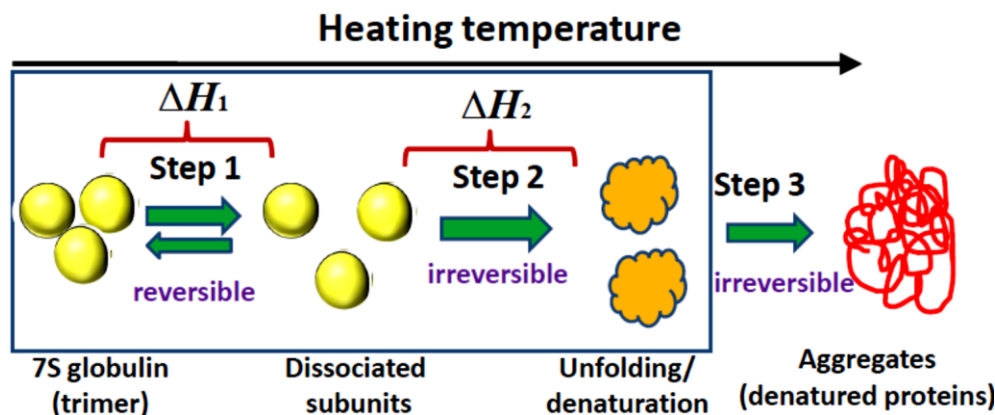 Heating temperature
ΔH1
ΔH2
Step 1
Step 2
Step 3
reversible
irreversible
irreversible
7S globulin
(trimer)
Dissociated
subunits
Unfolding/
denaturation
Aggregates
(denatured proteins)